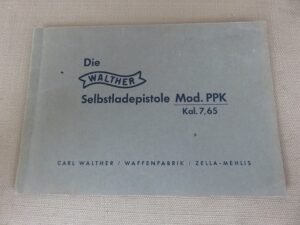 Die
WALTHER
Selbstladepistole Mod. PPK
Kal. 7,65
CARL WALTHER / WAFFENFABRIK / ZELLA-MEHLIS